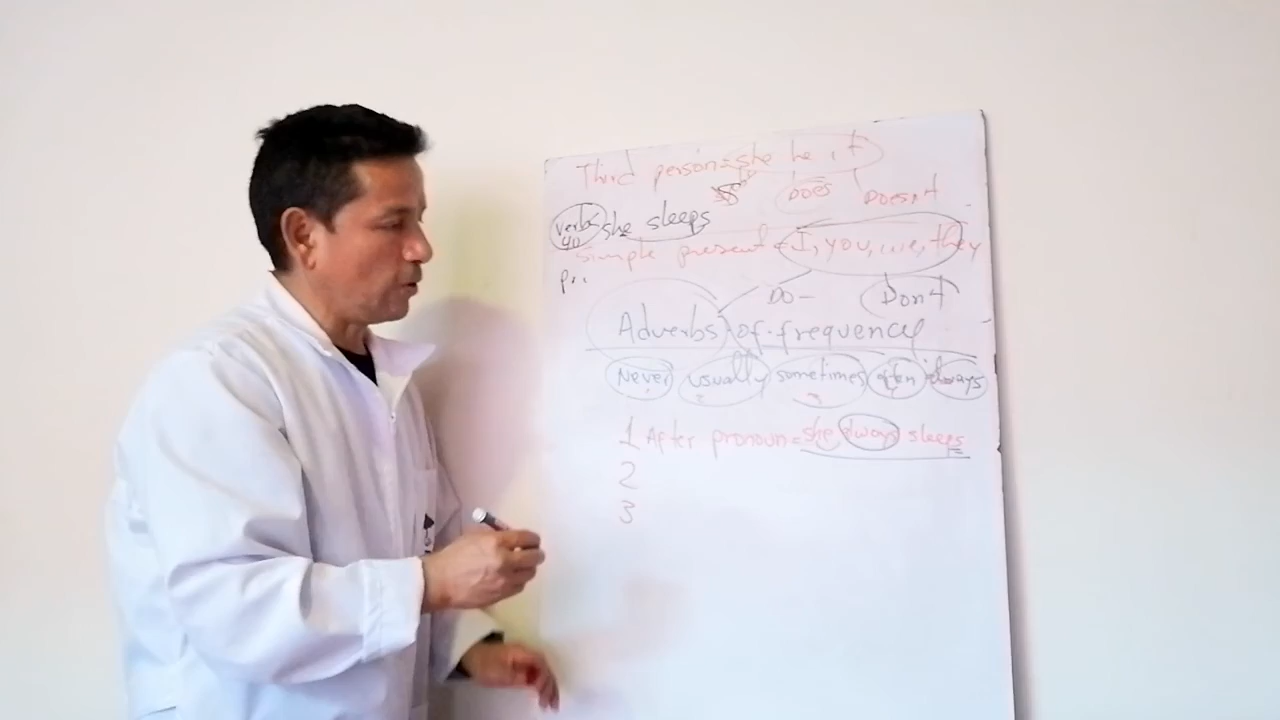 Third person= she he it
Does Doesn't
verbs she sleeps
simple present = I, you, we, they
p..
DO- Don't
Adverbs of frequency
Never usually sometimes often always
1 After pronoun= she always sleeps
2
3